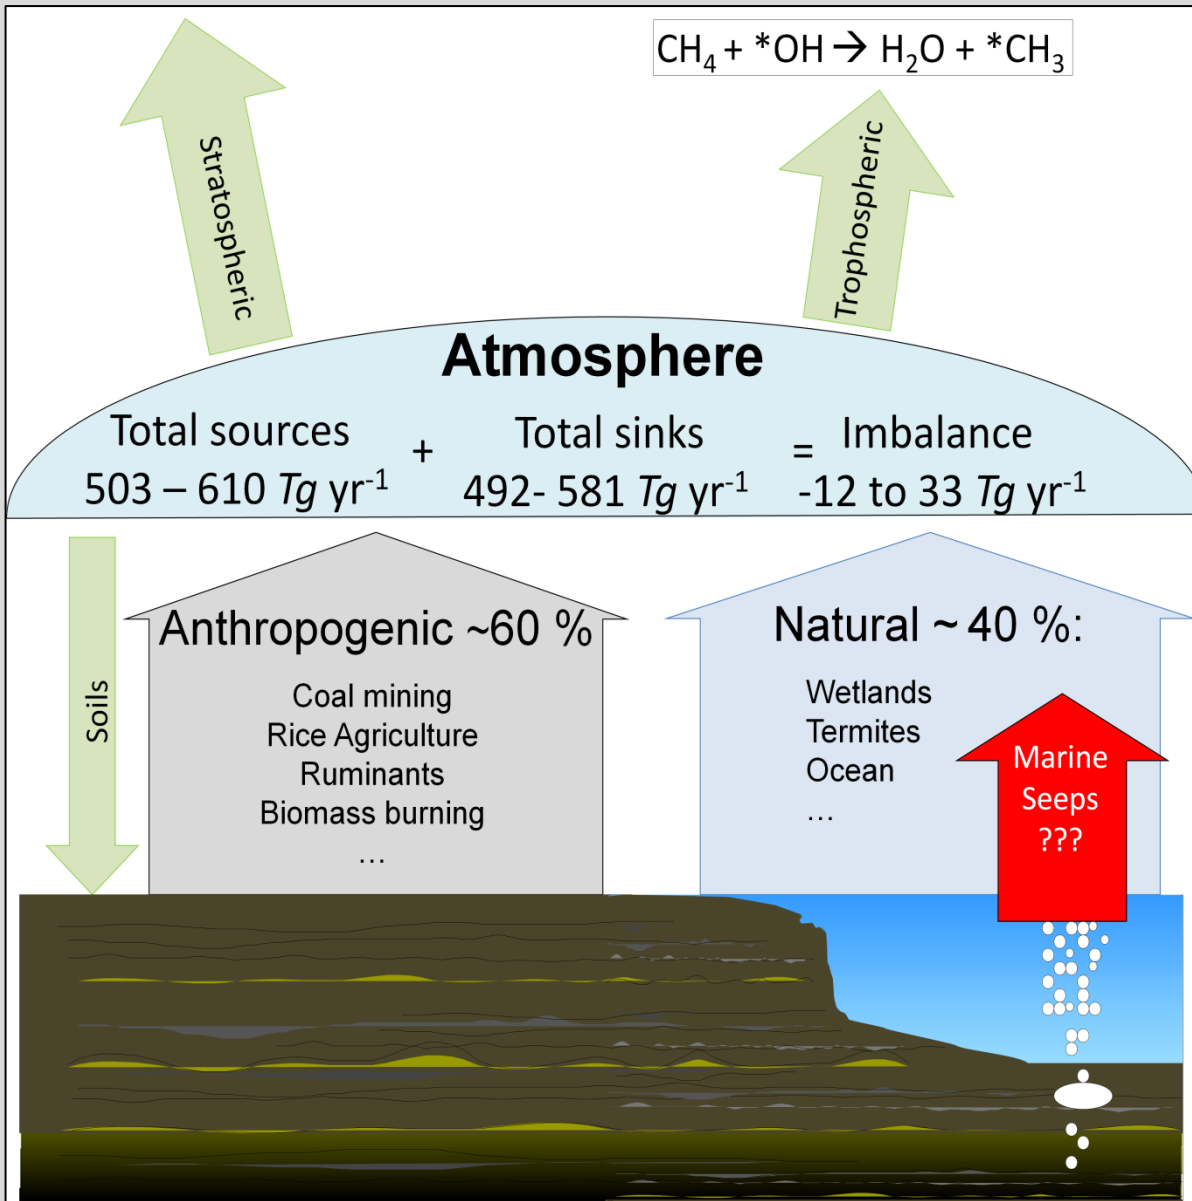 CH₄ + *OH → H₂O + *CH₃
Stratospheric
Trophospheric
Atmosphere
Total sources + Total sinks = Imbalance
503 – 610 Tg yr⁻¹ 492- 581 Tg yr⁻¹ -12 to 33 Tg yr⁻¹
Soils
Anthropogenic ~60 %
Coal mining
Rice Agriculture
Ruminants
Biomass burning
...
Natural ~ 40 %:
Wetlands
Termites
Ocean
...
Marine
Seeps
???